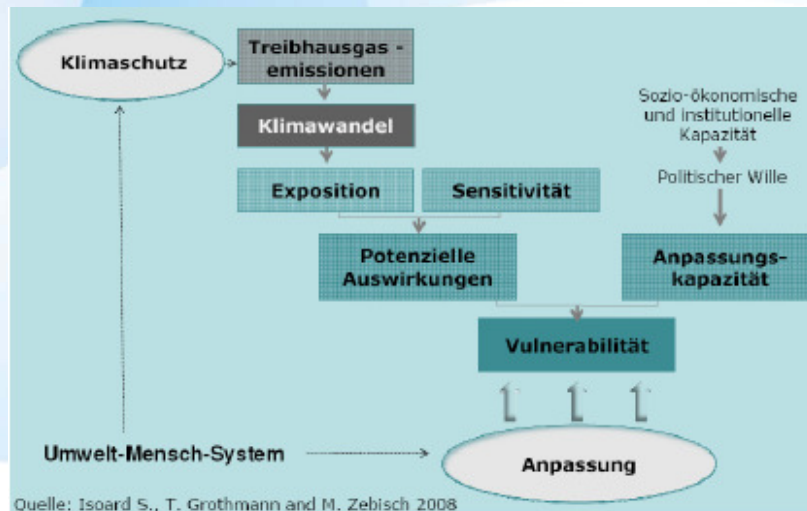 Klimaschutz
Treibhausgas -
emissionen
Klimawandel
Sozio-ökonomische
und institutionelle
Kapazität
Politischer Wille
Exposition
Sensitivität
Potenzielle
Auswirkungen
Anpassungs-
kapazität
Vulnerabilität
Umwelt-Mensch-System
Anpassung
Quelle: Isoard S., T. Grothmann and M. Zebisch 2008